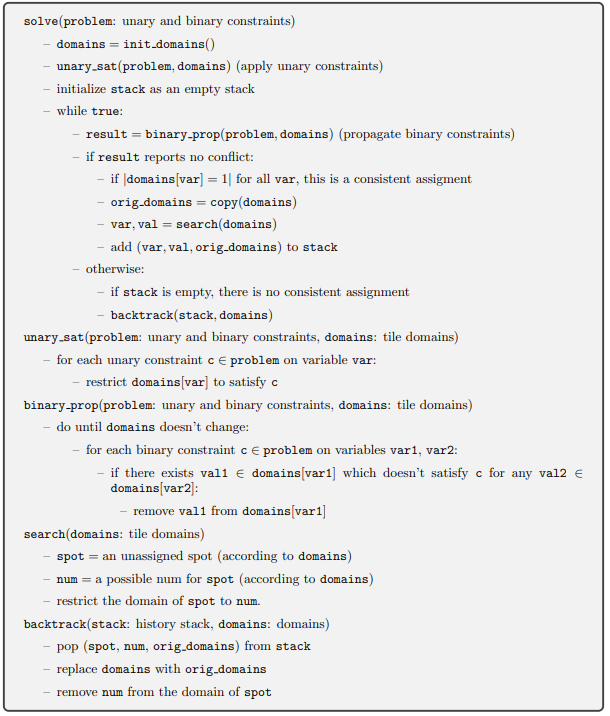 solve(problem: unary and binary constraints)
– domains = init_domains()
– unary_sat(problem, domains) (apply unary constraints)
– initialize stack as an empty stack
– while true:
– result = binary_prop(problem, domains) (propagate binary constraints)
– if result reports no conflict:
– if |domains[var] = 1| for all var, this is a consistent assigment
– orig_domains = copy(domains)
– var, val = search(domains)
– add (var, val, orig_domains) to stack
– otherwise:
– if stack is empty, there is no consistent assignment
– backtrack(stack, domains)
unary_sat(problem: unary and binary constraints, domains: tile domains)
– for each unary constraint c ∈ problem on variable var:
– restrict domains[var] to satisfy c
binary_prop(problem: unary and binary constraints, domains: tile domains)
– do until domains doesn't change:
– for each binary constraint c ∈ problem on variables var1, var2:
– if there exists val1 ∈ domains[var1] which doesn't satisfy c for any val2 ∈
domains[var2]:
– remove val1 from domains[var1]
search(domains: tile domains)
– spot = an unassigned spot (according to domains)
– num = a possible num for spot (according to domains)
– restrict the domain of spot to num.
backtrack(stack: history stack, domains: domains)
– pop (spot, num, orig_domains) from stack
– replace domains with orig_domains
– remove num from the domain of spot